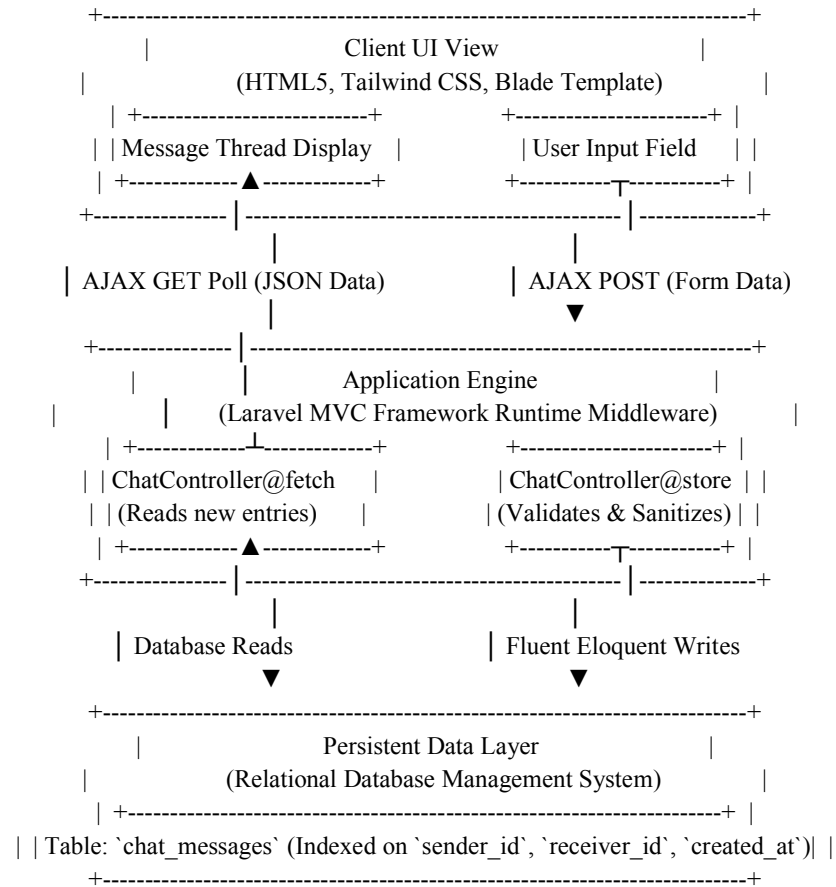 Client UI View
(HTML5, Tailwind CSS, Blade Template)
Message Thread Display
User Input Field
AJAX GET Poll (JSON Data)
AJAX POST (Form Data)
Application Engine
(Laravel MVC Framework Runtime Middleware)
ChatController@fetch
ChatController@store
(Reads new entries)
(Validates & Sanitizes)
Database Reads
Fluent Eloquent Writes
Persistent Data Layer
(Relational Database Management System)
Table: `chat_messages` (Indexed on `sender_id`, `receiver_id`, `created_at`)